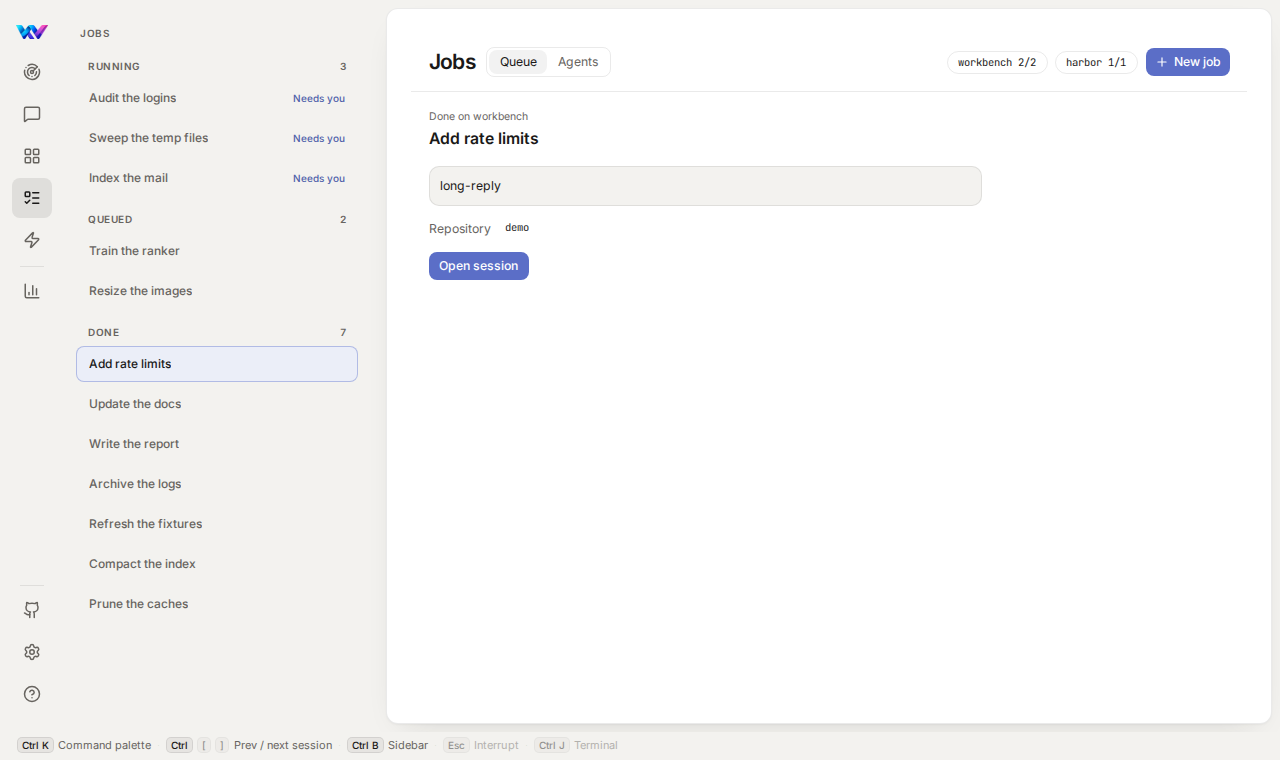 JOBS
RUNNING 3
Audit the logins Needs you
Sweep the temp files Needs you
Index the mail Needs you
QUEUED 2
Train the ranker
Resize the images
DONE 7
Add rate limits
Update the docs
Write the report
Archive the logs
Refresh the fixtures
Compact the index
Prune the caches
Jobs Queue Agents workbench 2/2 harbor 1/1 + New job
Done on workbench
Add rate limits
long-reply
Repository demo
Open session
Ctrl K Command palette Ctrl [ ] Prev / next session Ctrl B Sidebar Esc Interrupt Ctrl J Terminal